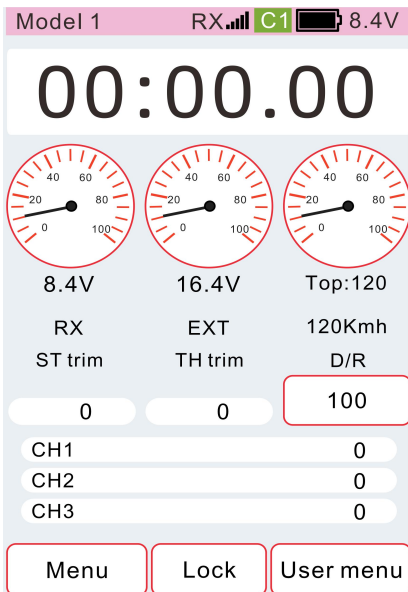 Model 1 RX C1 8.4V
00:00.00
40 60 40 60 40 60
20 80 20 80 20 80
0 100 0 100 0 100
8.4V 16.4V Top:120
RX EXT 120Kmh
ST trim TH trim D/R
0 0 100
CH1 0
CH2 0
CH3 0
Menu Lock User menu